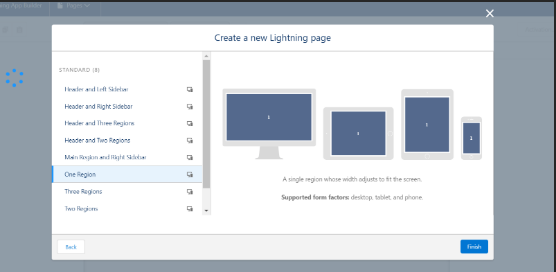 Pages
Create a new Lightning page
STANDARD (8)
Header and Left Sidebar
Header and Right Sidebar
Header and Three Regions
Header and Two Regions
Main Region and Right Sidebar
One Region
Three Regions
Two Regions
1 1 1 1
A single region whose width adjusts to fit the screen.
Supported form factors: desktop, tablet, and phone.
Back
Finish